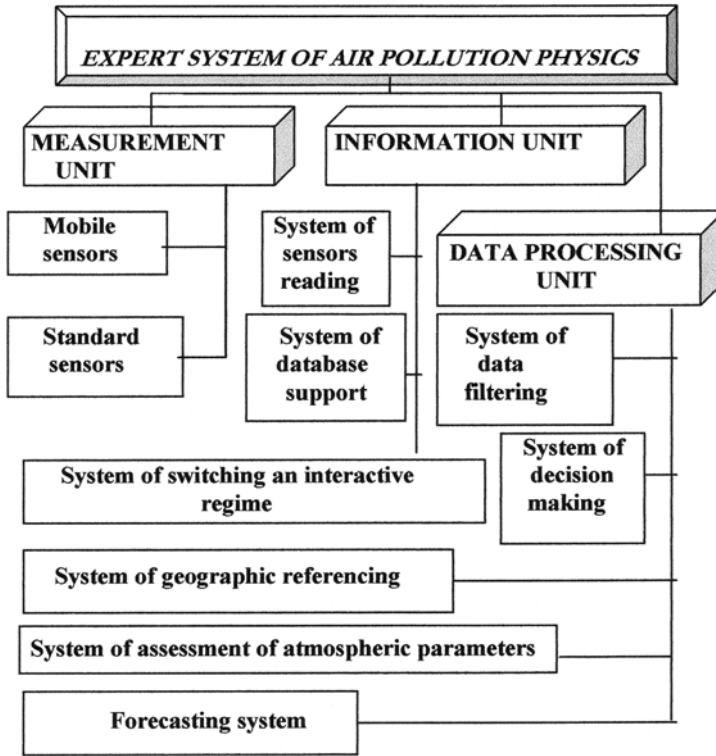 EXPERT SYSTEM OF AIR POLLUTION PHYSICS
MEASUREMENT
UNIT
INFORMATION UNIT
Mobile
sensors
System of
sensors
reading
DATA PROCESSING
UNIT
Standard
sensors
System of
database
support
System of
data
filtering
System of switching an interactive
regime
System of
decision
making
System of geographic referencing
System of assessment of atmospheric parameters
Forecasting system